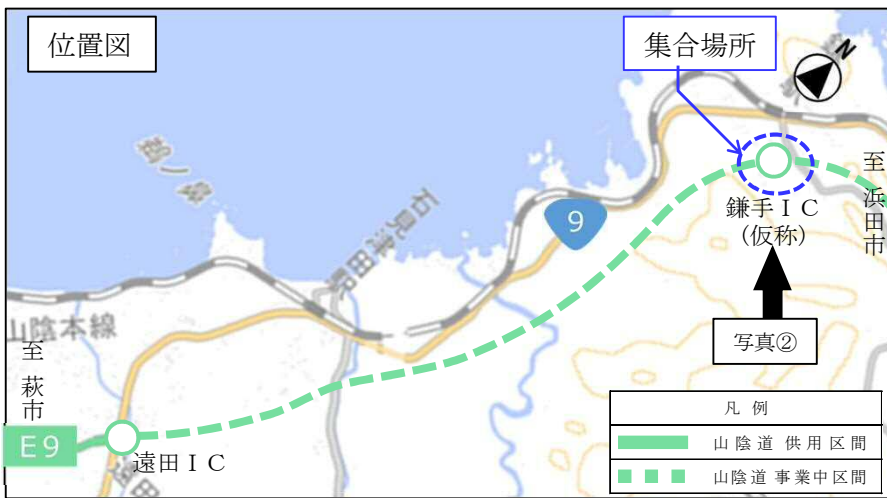 位置図
集合場所
N
至 浜田市
鎌手ＩＣ
(仮称)
写真②
9
石見津田駅
山陰本線
至 萩市
E9
遠田ＩＣ
凡 例
山陰道 供用区間
山陰道 事業中区間